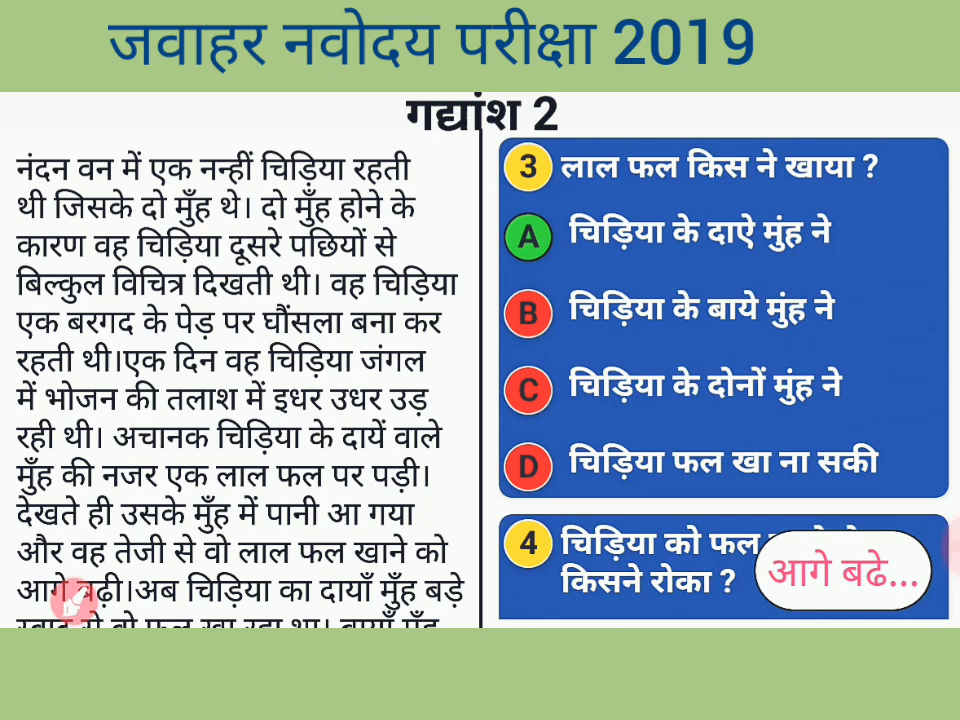 जवाहर नवोदय परीक्षा 2019
गद्यांश 2
नंदन वन में एक नन्हीं चिड़िया रहती
थी जिसके दो मुँह थे। दो मुँह होने के
कारण वह चिड़िया दूसरे पछियों से
बिल्कुल विचित्र दिखती थी। वह चिड़िया
एक बरगद के पेड़ पर घौंसला बना कर
रहती थी।एक दिन वह चिड़िया जंगल
में भोजन की तलाश में इधर उधर उड़
रही थी। अचानक चिड़िया के दायें वाले
मुँह की नजर एक लाल फल पर पड़ी।
देखते ही उसके मुँह में पानी आ गया
और वह तेजी से वो लाल फल खाने को
आगे बढ़ी।अब चिड़िया का दायाँ मुँह बड़े
3 लाल फल किस ने खाया ?
A चिड़िया के दाऐ मुंह ने
B चिड़िया के बाये मुंह ने
C चिड़िया के दोनों मुंह ने
D चिड़िया फल खा ना सकी
4 चिड़िया को फल
किसने रोका ?
आगे बढे...